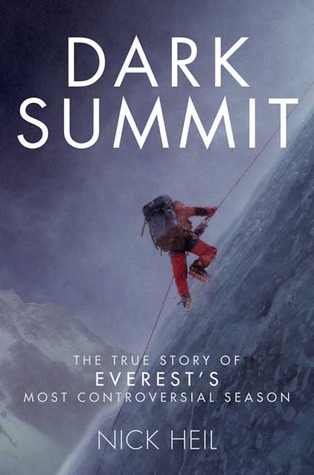 DARK
SUMMIT
THE TRUE STORY OF
EVEREST'S
MOST CONTROVERSIAL SEASON
NICK HEIL